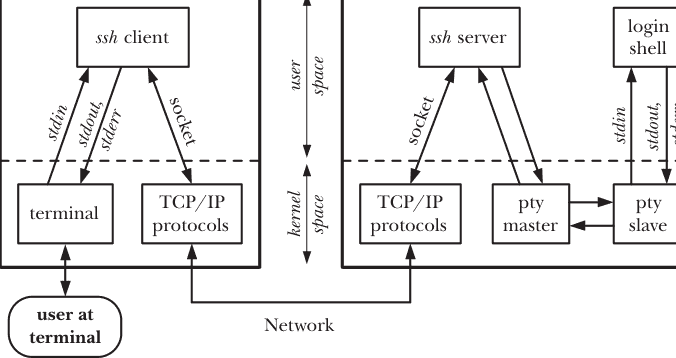 ssh client
ssh server
login
shell
user
space
stdin
stdout,
stderr
socket
socket
stdin
stdout,
terminal
TCP/IP
protocols
kernel
space
TCP/IP
protocols
pty
master
pty
slave
user at
terminal
Network